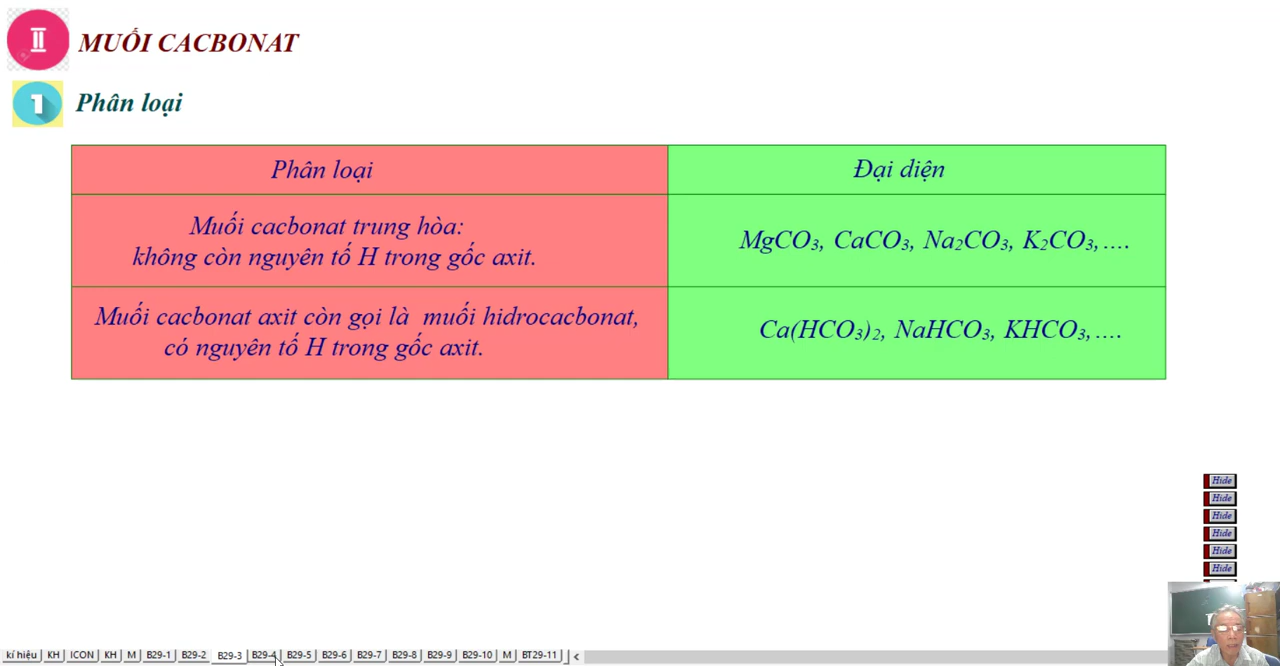 II MUỐI CACBONAT
1 Phân loại
Phân loại Đại diện
Muối cacbonat trung hòa:
không còn nguyên tố H trong gốc axit.
MgCO₃, CaCO₃, Na₂CO₃, K₂CO₃,....
Muối cacbonat axit còn gọi là muối hidrocacbonat,
có nguyên tố H trong gốc axit.
Ca(HCO₃)₂, NaHCO₃, KHCO₃,....
Hide
Hide
Hide
Hide
Hide
Hide
kí hiệu KH ICON KH M B29-1 B29-2 B29-3 B29-4 B29-5 B29-6 B29-7 B29-8 B29-9 B29-10 M BT29-11